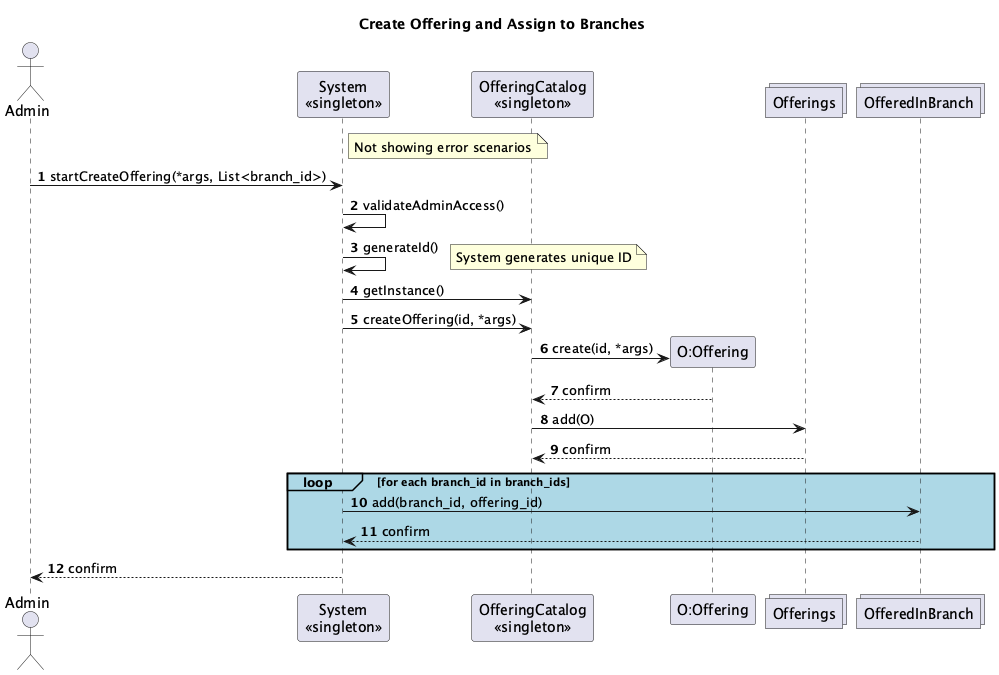 Create Offering and Assign to Branches
Admin
System
«singleton»
OfferingCatalog
«singleton»
Offerings
OfferedInBranch
Not showing error scenarios
1 startCreateOffering(*args, List<branch_id>)
2 validateAdminAccess()
3 generateId()
System generates unique ID
4 getInstance()
5 createOffering(id, *args)
6 create(id, *args)
O:Offering
7 confirm
8 add(O)
9 confirm
loop [for each branch_id in branch_ids]
10 add(branch_id, offering_id)
11 confirm
12 confirm
Admin
System
«singleton»
OfferingCatalog
«singleton»
O:Offering
Offerings
OfferedInBranch